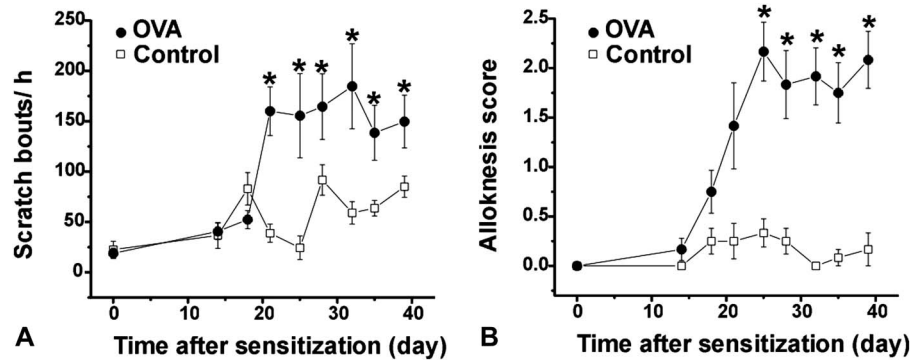 OVA
Control
Scratch bouts/ h
250
200
150
100
50
0
* * * * * *
0 10 20 30 40
Time after sensitization (day)
A
OVA
Control
Alloknesis score
2.5
2.0
1.5
1.0
0.5
0.0
* * * * *
0 10 20 30 40
Time after sensitization (day)
B